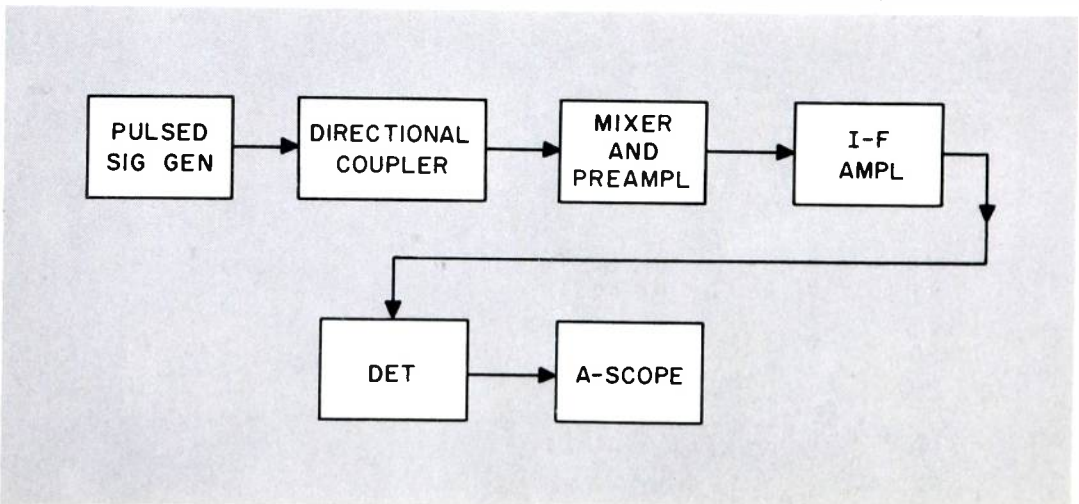 PULSED
SIG GEN
DIRECTIONAL
COUPLER
MIXER
AND
PREAMPL
I-F
AMPL
DET
A-SCOPE